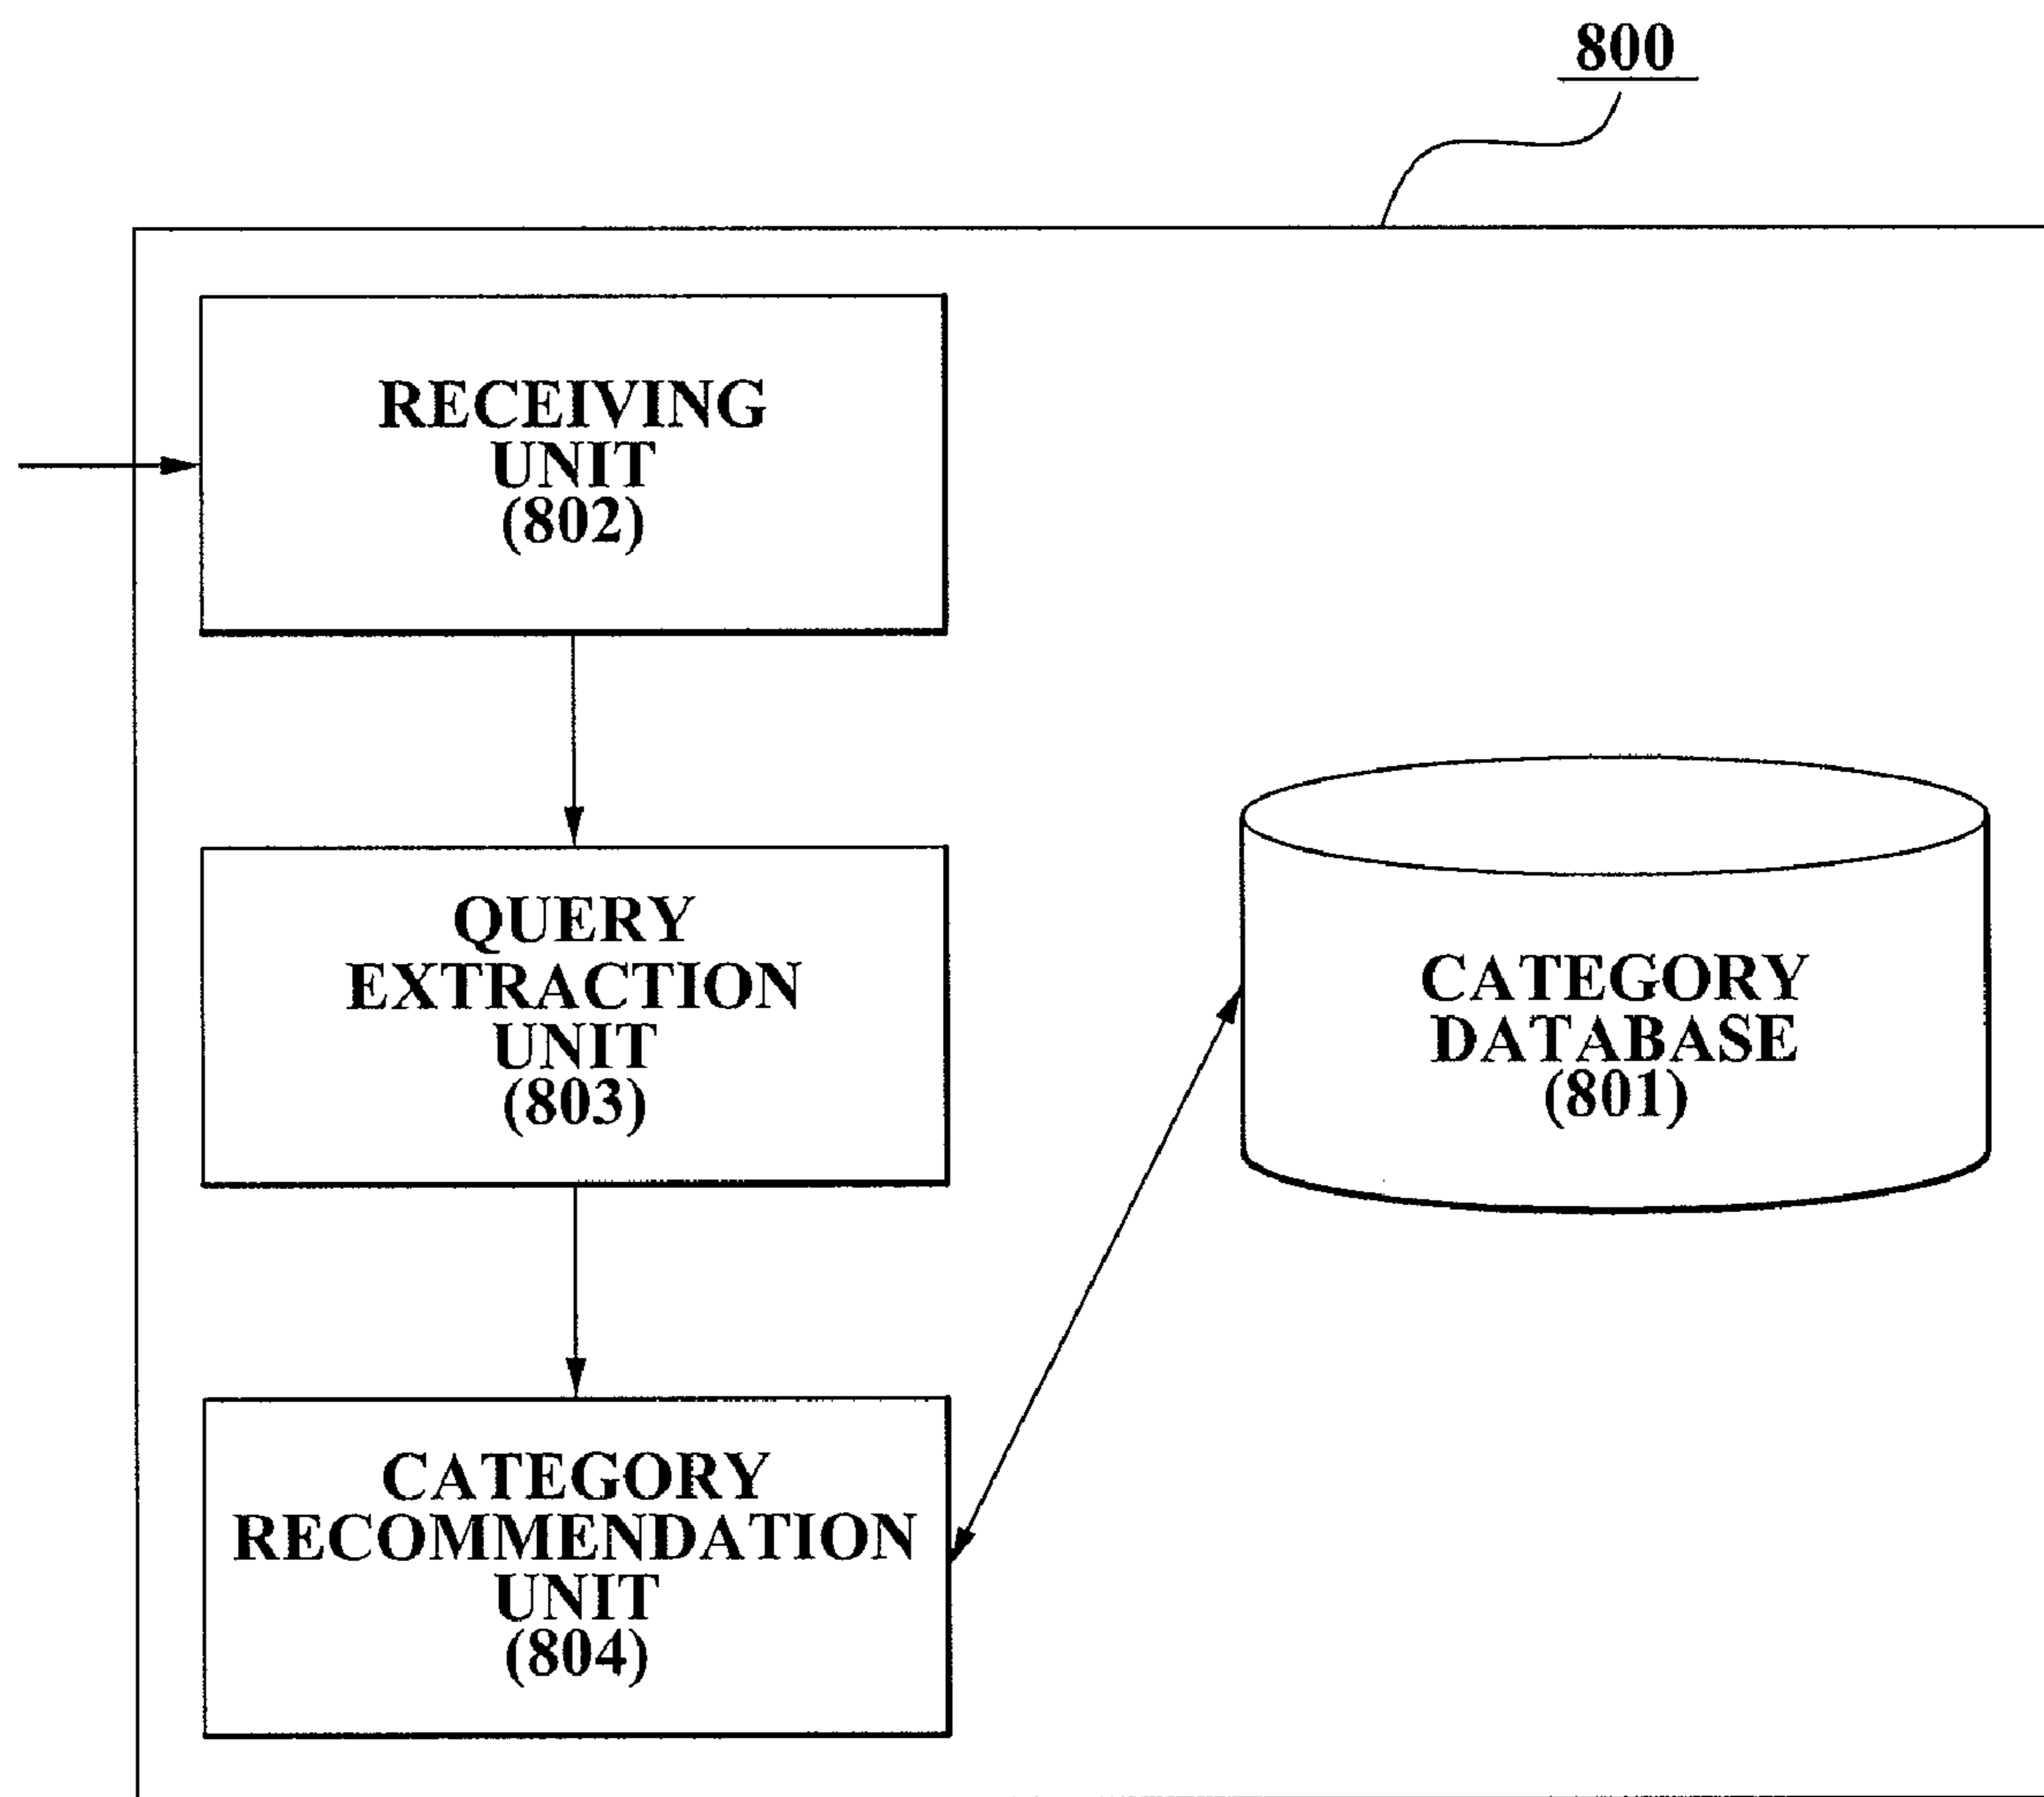 800
RECEIVING
UNIT
(802)
QUERY
EXTRACTION
UNIT
(803)
CATEGORY
DATABASE
(801)
CATEGORY
RECOMMENDATION
UNIT
(804)